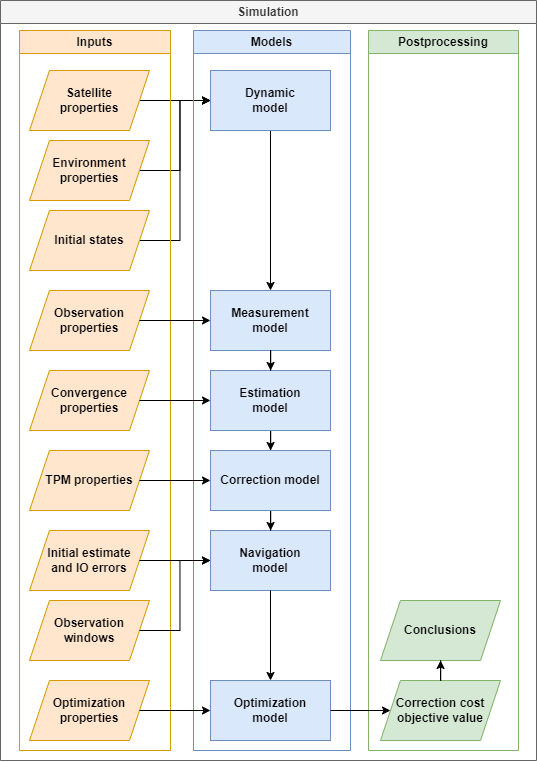 Simulation
Inputs
Models
Postprocessing
Satellite
properties
Dynamic
model
Environment
properties
Initial states
Observation
properties
Measurement
model
Convergence
properties
Estimation
model
TPM properties
Correction model
Initial estimate
and IO errors
Navigation
model
Observation
windows
Conclusions
Optimization
properties
Optimization
model
Correction cost
objective value